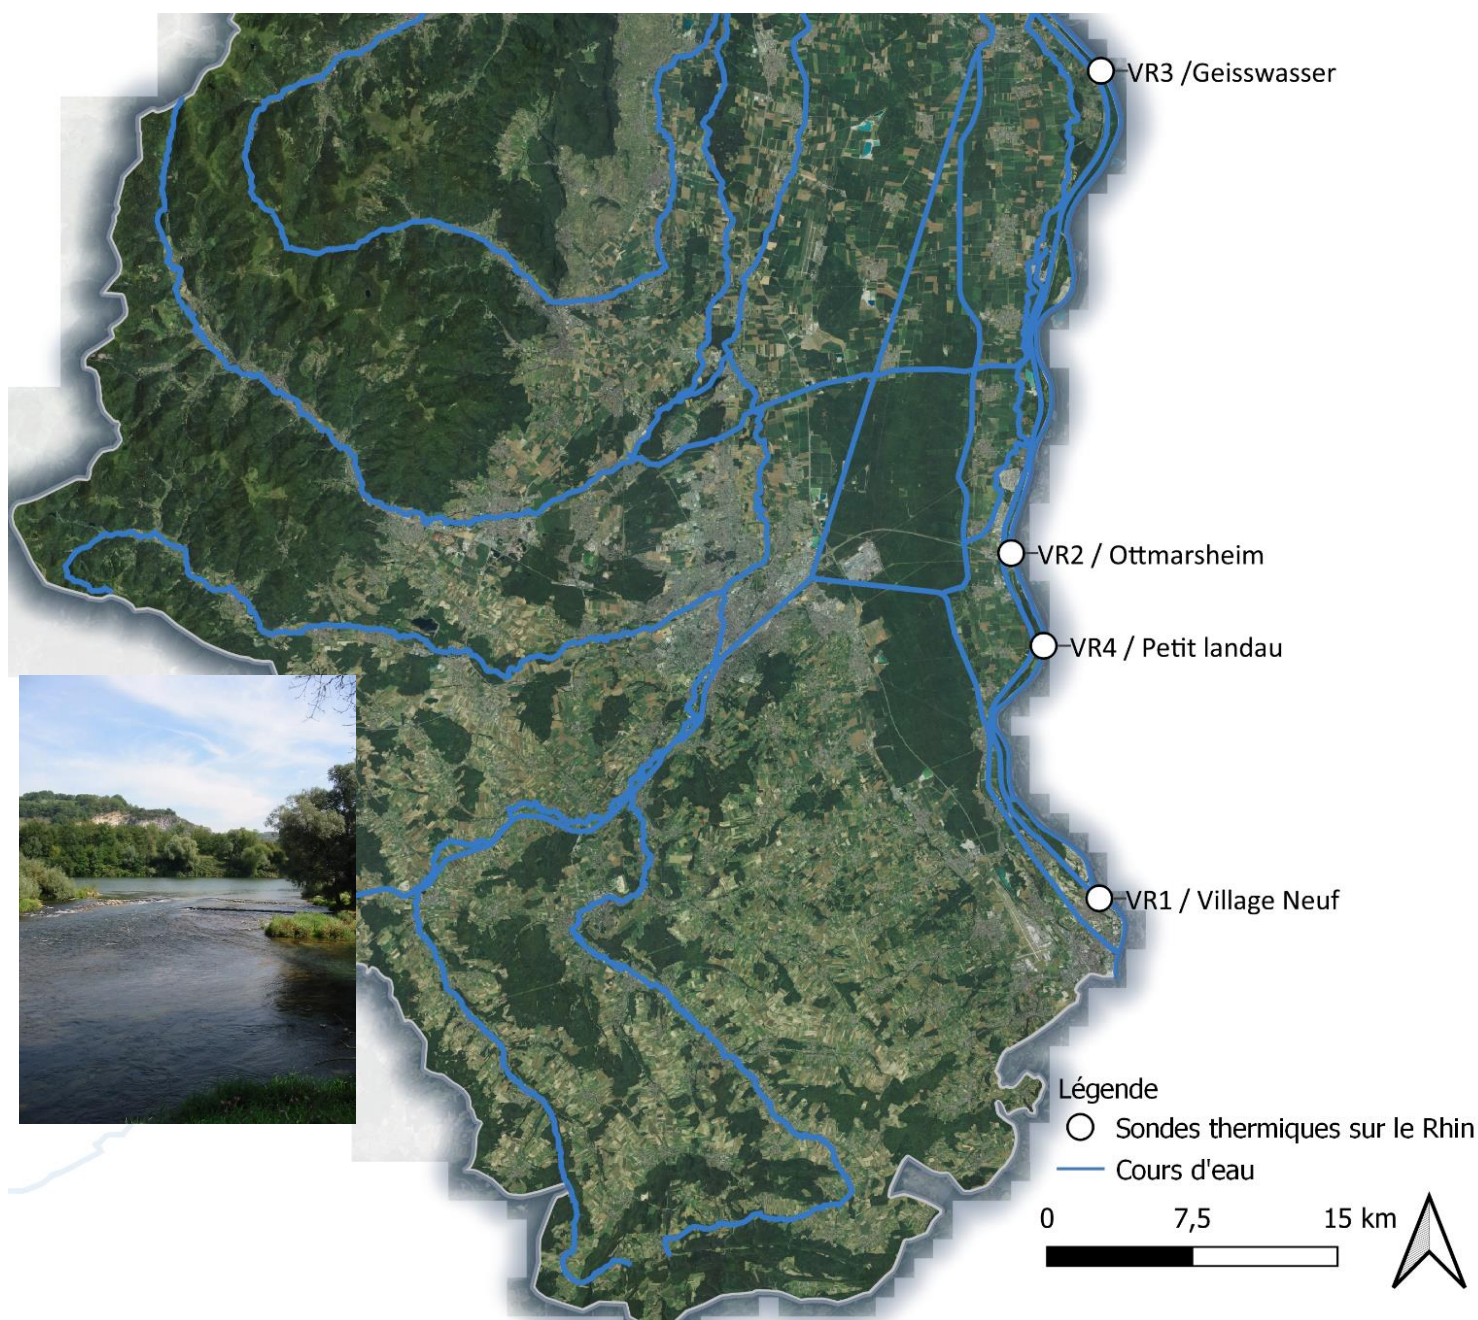 VR3 /Geisswasser
VR2 / Ottmarsheim
VR4 / Petit landau
VR1 / Village Neuf
Légende
Sondes thermiques sur le Rhin
Cours d'eau
0 7,5 15 km